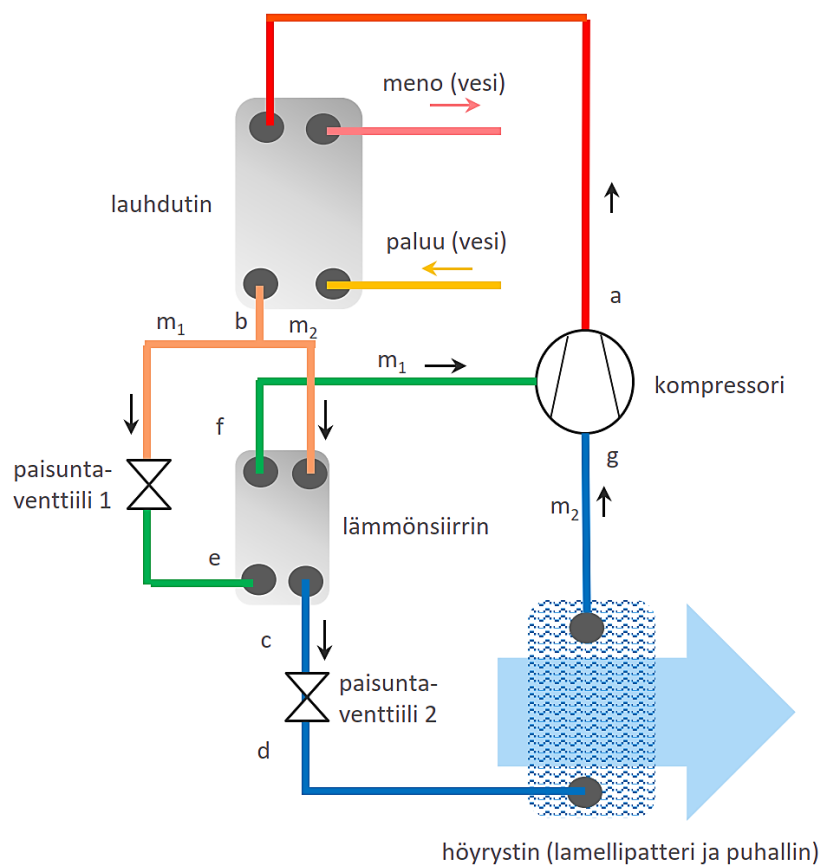 meno (vesi)
lauhdutin
paluu (vesi)
a
m₁
b
m₂
m₁
kompressori
f
g
paisunta-
venttiili 1
m₂
lämmönsiirrin
e
c
paisunta-
venttiili 2
d
höyrystin (lamellipatteri ja puhallin)